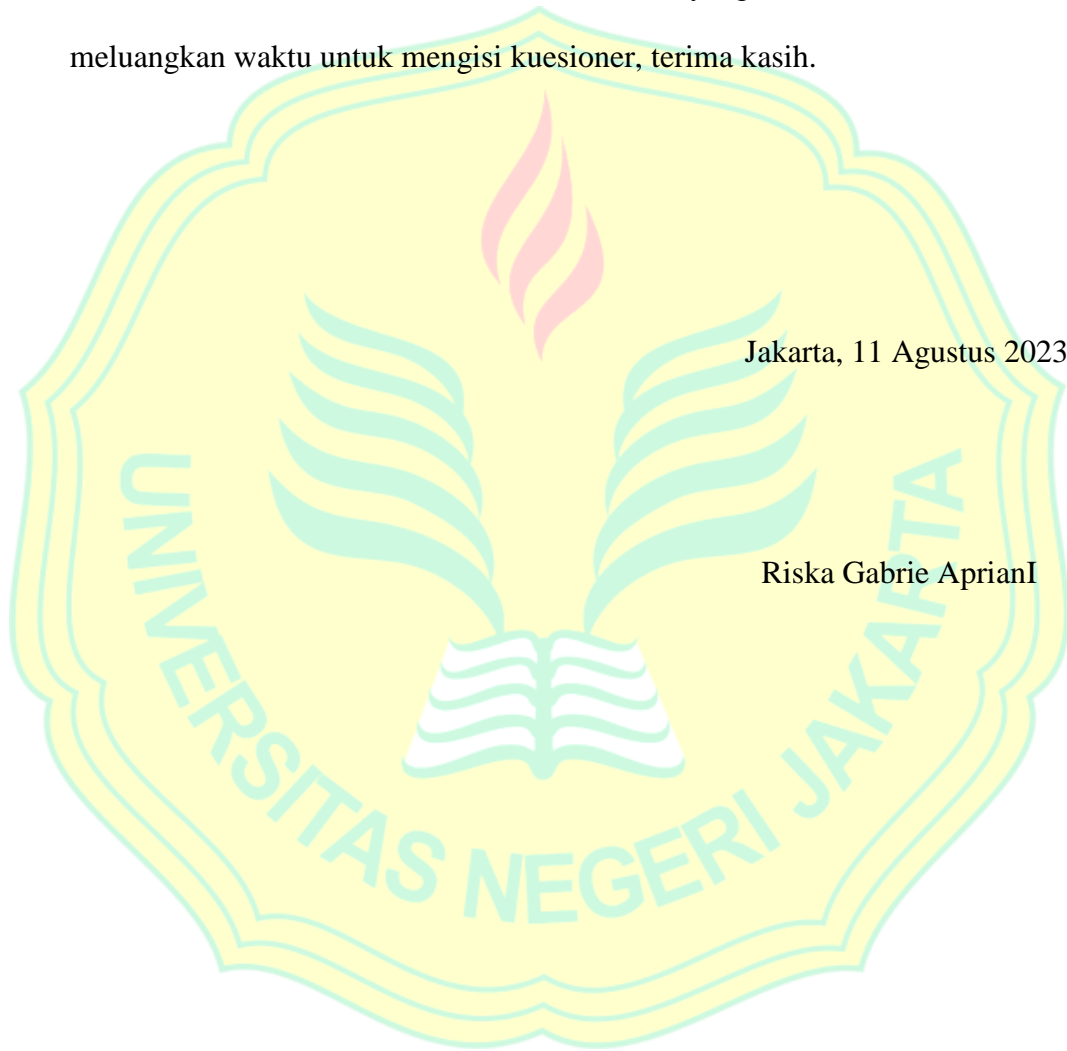 meluangkan waktu untuk mengisi kuesioner, terima kasih.
Jakarta, 11 Agustus 2023
Riska Gabrie AprianI
UNIVERSITAS NEGERI JAKARTA